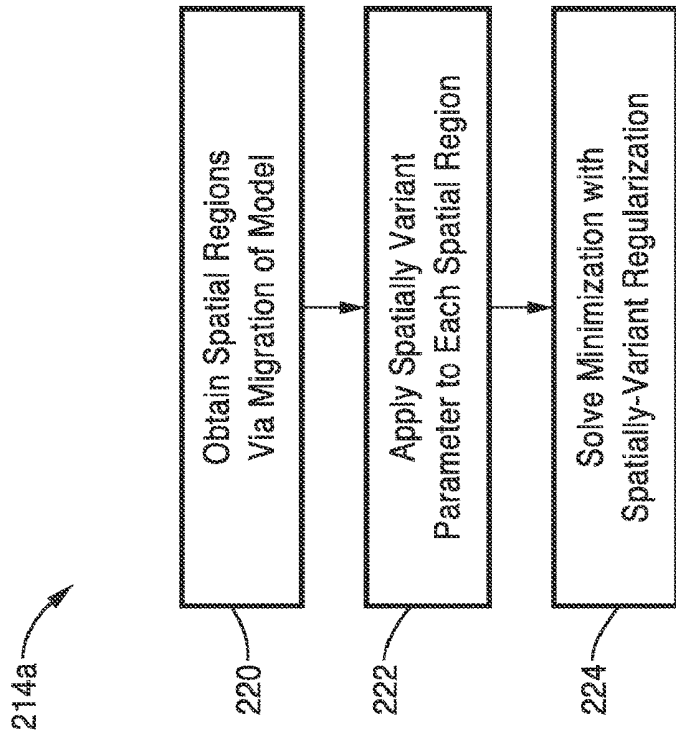 214a
220
Obtain Spatial Regions
Via Migration of Model
222
Apply Spatially Variant
Parameter to Each Spatial Region
224
Solve Minimization with
Spatially-Variant Regularization